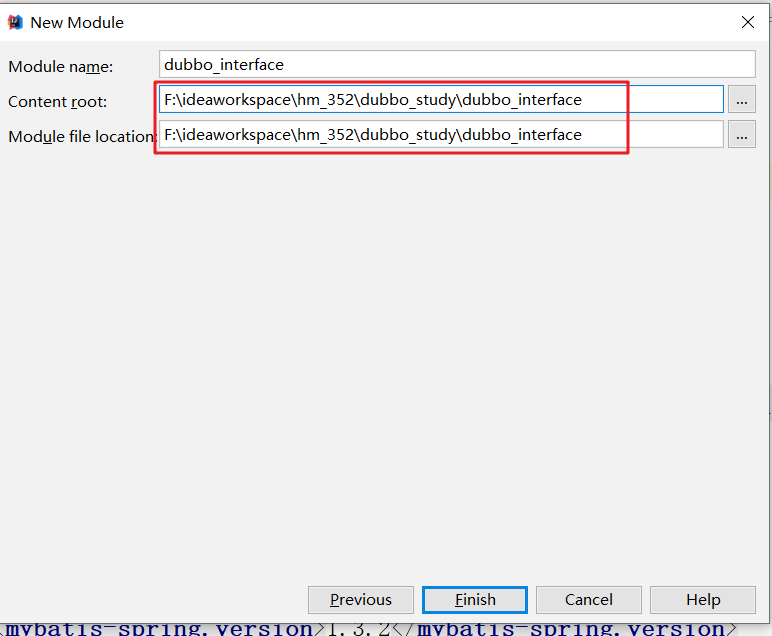 New Module
Module name: dubbo_interface
Content root: F:\ideaworkspace\hm_352\dubbo_study\dubbo_interface ...
Module file location: F:\ideaworkspace\hm_352\dubbo_study\dubbo_interface ...
Previous Finish Cancel Help
mybatis-spring.version>1.3.2</mybatis-spring.version>